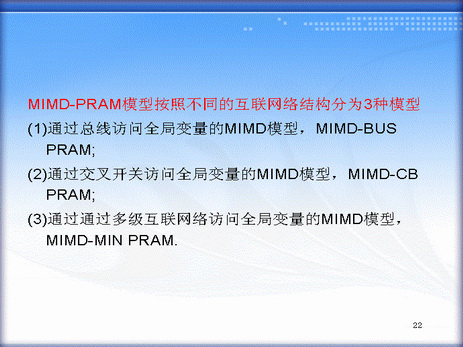 MIMD-PRAM模型按照不同的互联网络结构分为3种模型
(1)通过总线访问全局变量的MIMD模型，MIMD-BUS
PRAM;
(2)通过交叉开关访问全局变量的MIMD模型，MIMD-CB
PRAM;
(3)通过通过多级互联网络访问全局变量的MIMD模型，
MIMD-MIN PRAM.
22